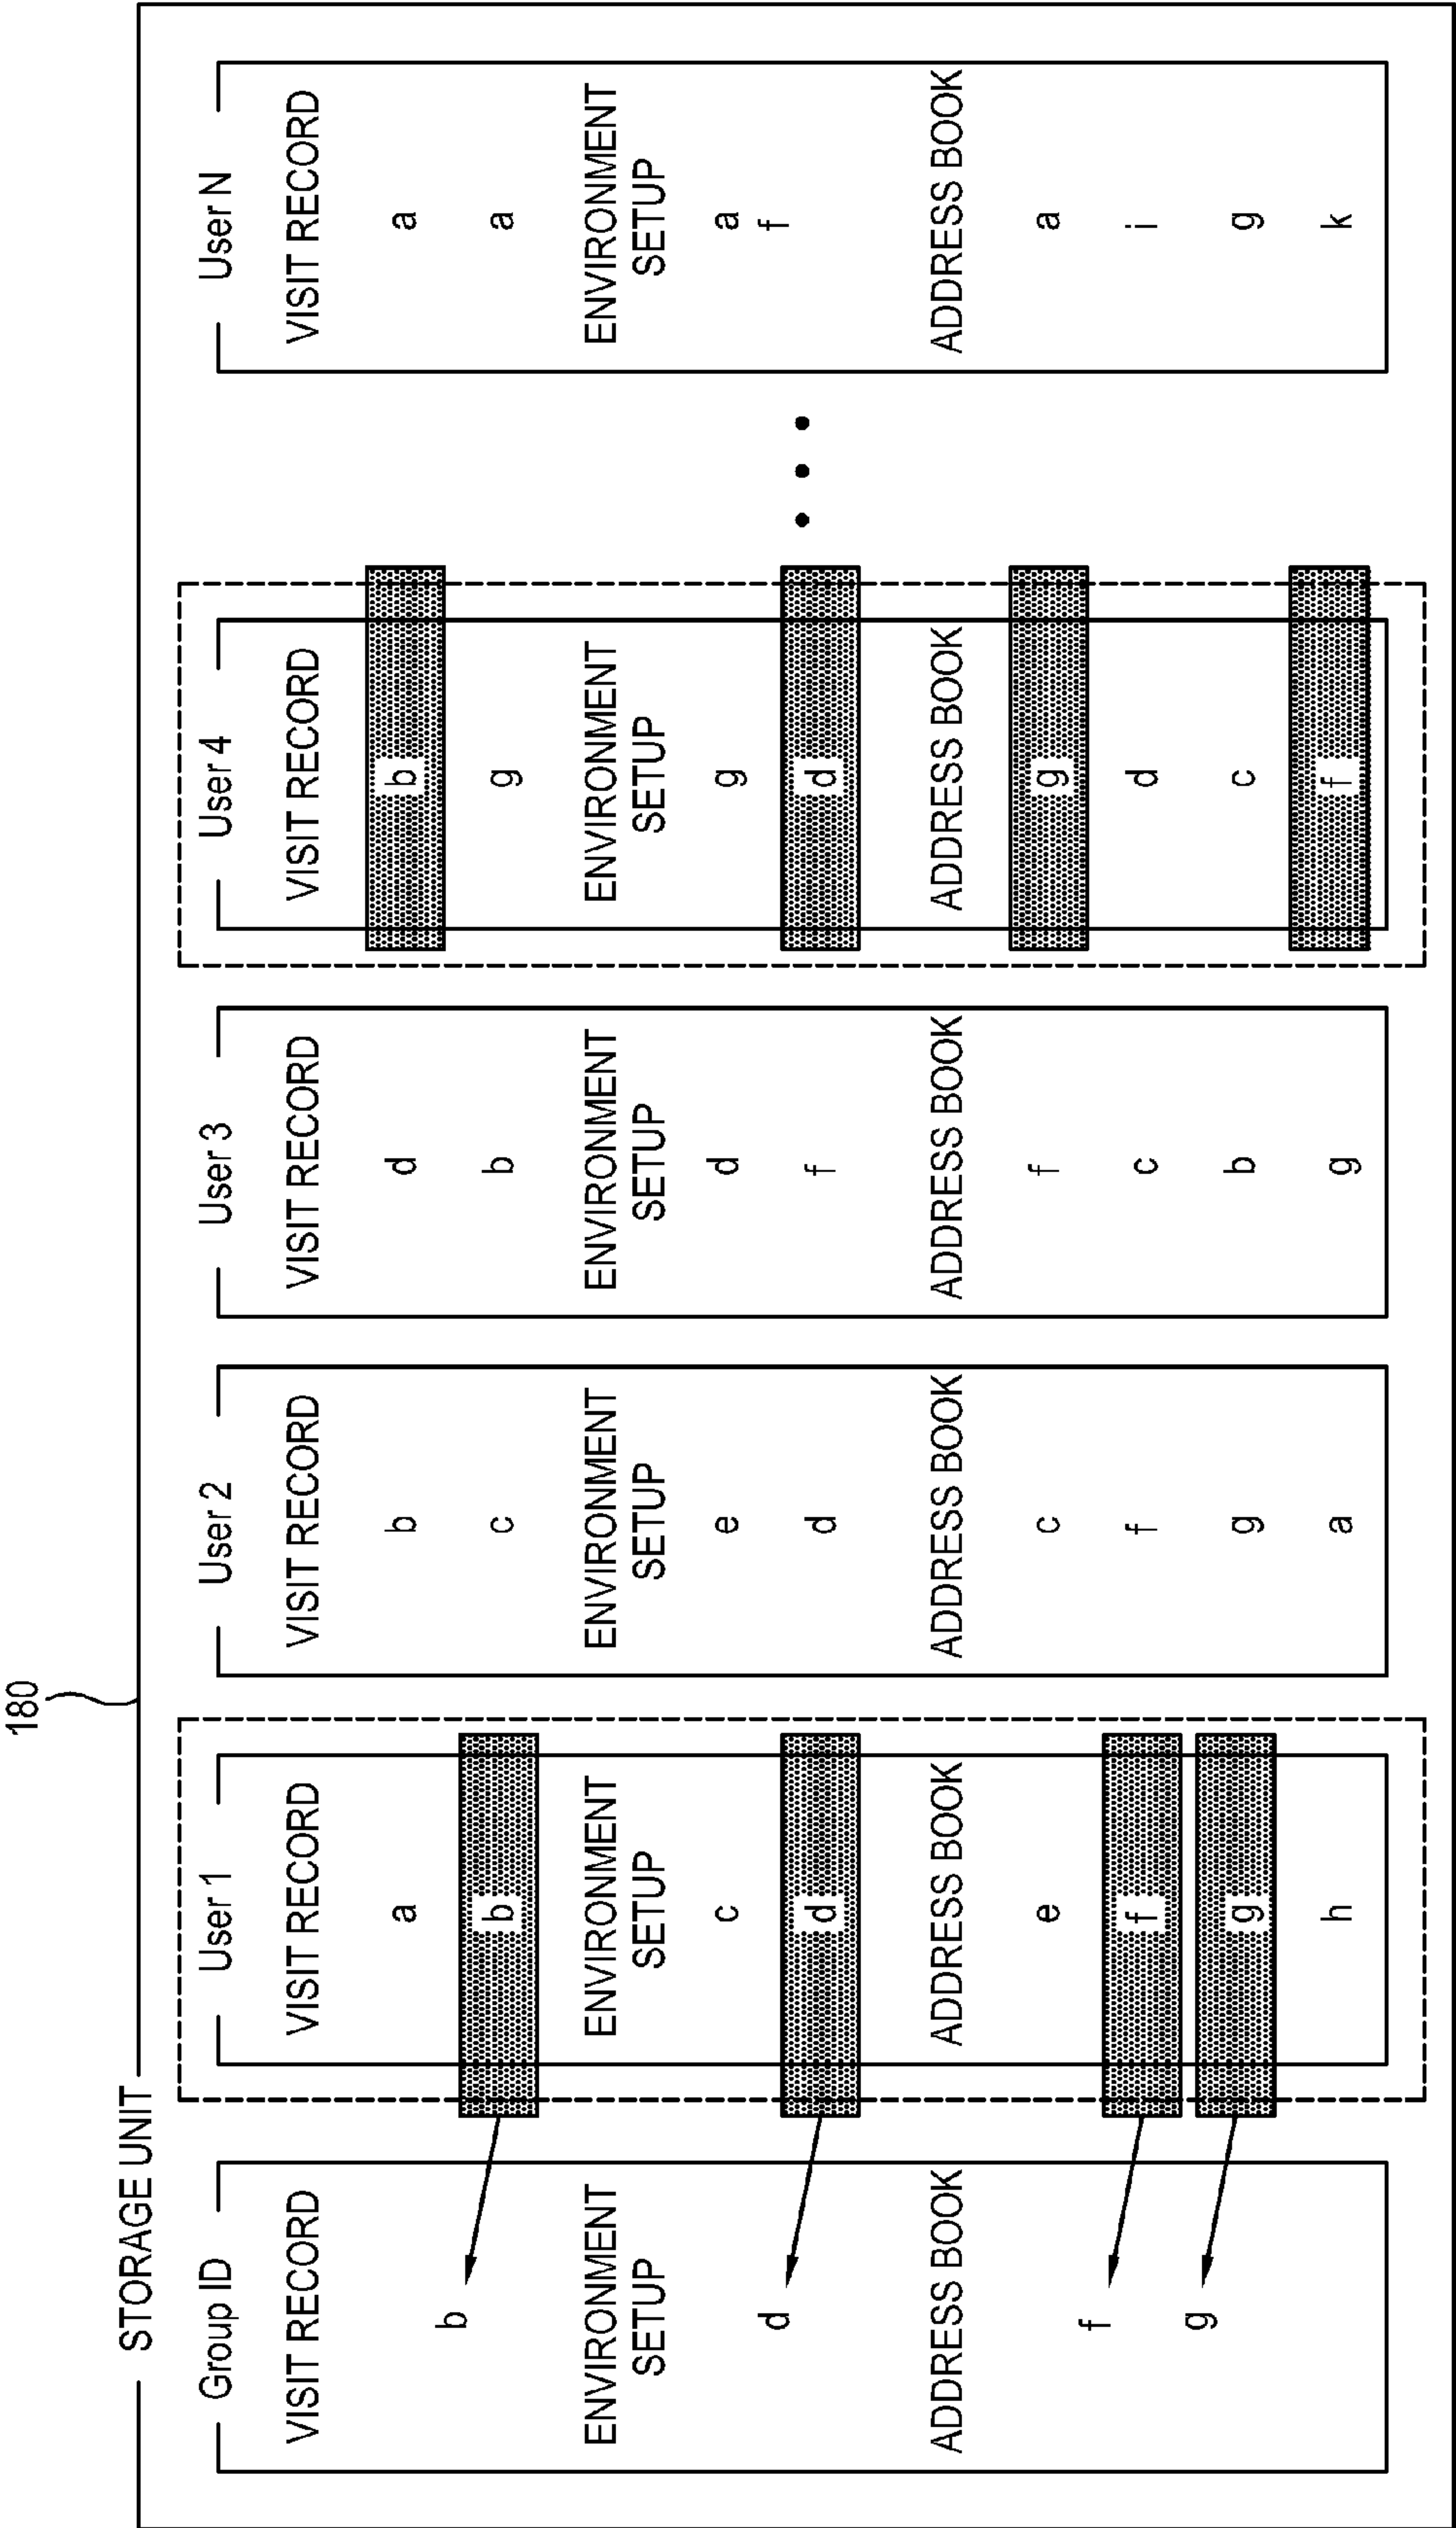 180
STORAGE UNIT
Group ID
VISIT RECORD
b
ENVIRONMENT
SETUP
d
ADDRESS BOOK
f
g
User 1
VISIT RECORD
a
b
ENVIRONMENT
SETUP
c
d
ADDRESS BOOK
e
f
g
h
User 2
VISIT RECORD
b
c
ENVIRONMENT
SETUP
e
d
ADDRESS BOOK
c
f
g
a
User 3
VISIT RECORD
d
b
ENVIRONMENT
SETUP
d
f
ADDRESS BOOK
f
c
b
g
User 4
VISIT RECORD
b
g
ENVIRONMENT
SETUP
g
d
ADDRESS BOOK
g
d
c
f
User N
VISIT RECORD
a
a
ENVIRONMENT
SETUP
a
f
ADDRESS BOOK
a
i
g
k